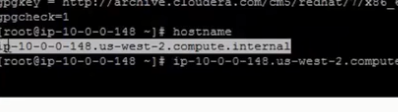 gpgkey = http://archive.cloudera.com/cm5/redhat/7/x86_6
gpgcheck=1
[root@ip-10-0-0-148 ~]# hostname
ip-10-0-0-148.us-west-2.compute.internal
[root@ip-10-0-0-148 ~]# ip-10-0-0-148.us-west-2.compute